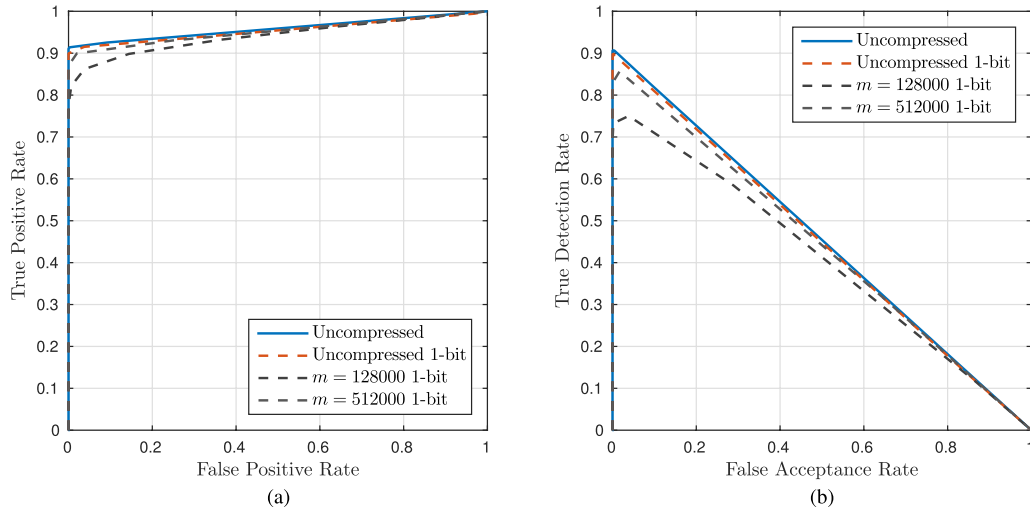 1
0.9
0.8
0.7
0.6
0.5
0.4
0.3
0.2
0.1
0
True Positive Rate
Uncompressed
Uncompressed 1-bit
m = 128000 1-bit
m = 512000 1-bit
0 0.2 0.4 0.6 0.8 1
False Positive Rate
(a)
1
0.9
0.8
0.7
0.6
0.5
0.4
0.3
0.2
0.1
0
True Detection Rate
Uncompressed
Uncompressed 1-bit
m = 128000 1-bit
m = 512000 1-bit
0 0.2 0.4 0.6 0.8 1
False Acceptance Rate
(b)